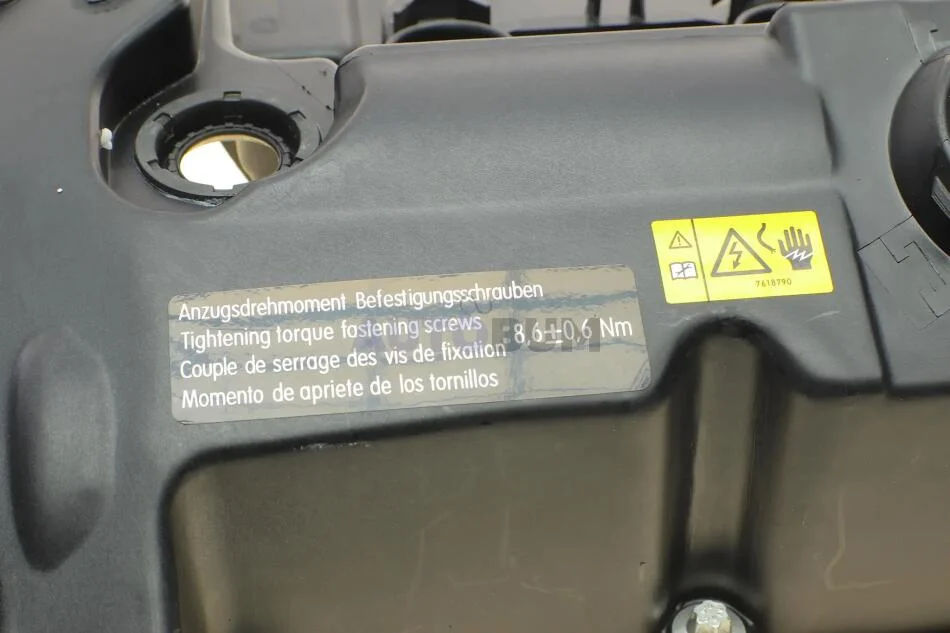 Anzugsdrehmoment Befestigungsschrauben
Tightening torque fastening screws
8,6±0,6 Nm
Couple de serrage des vis de fixation
Momento de apriete de los tornillos
7618790
AUTOBUM